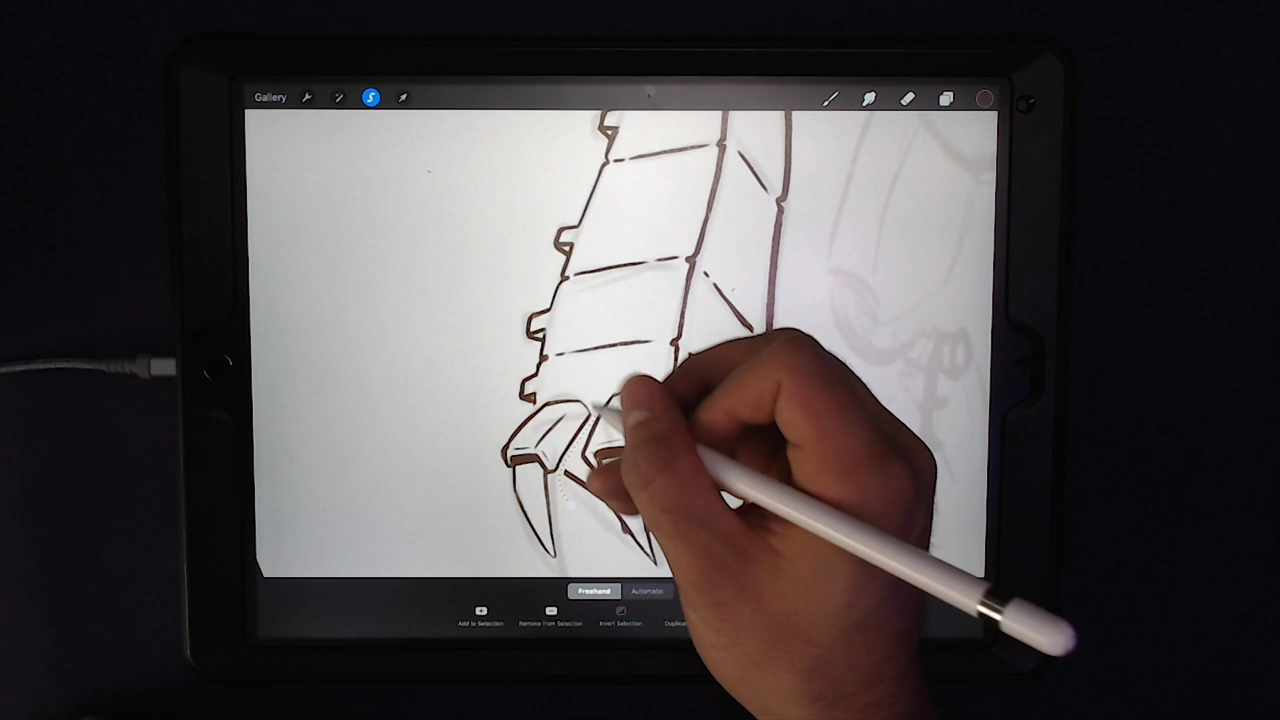 Gallery
Freehand Automatic
Add to Selection Remove from Selection Invert Selection